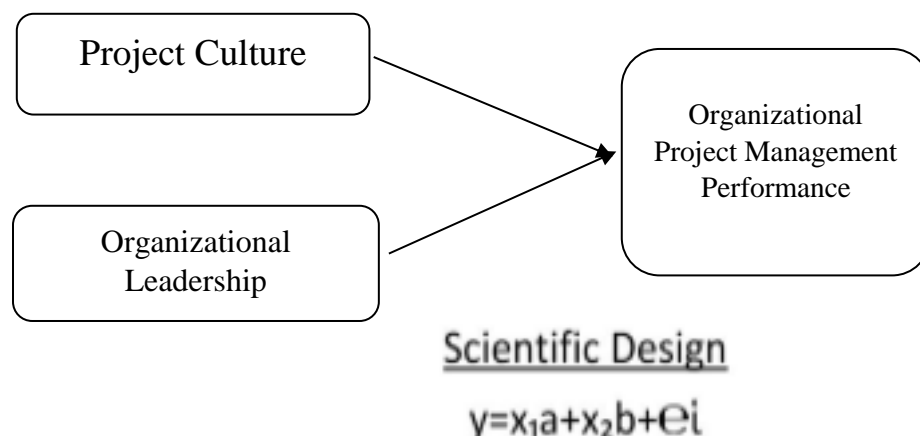 Project Culture
Organizational
Project Management
Performance
Organizational
Leadership
Scientific Design
y=x₁a+x₂b+ei